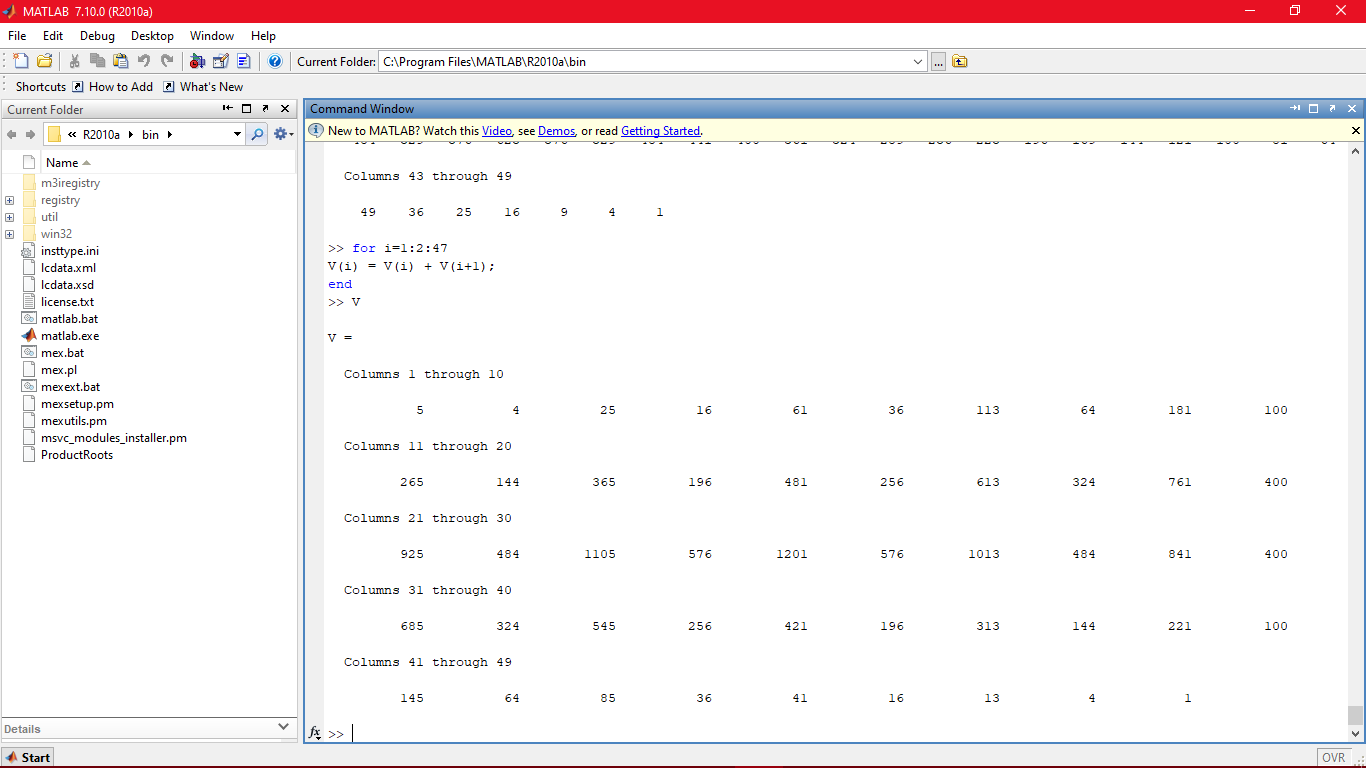 MATLAB 7.10.0 (R2010a)
File Edit Debug Desktop Window Help
Current Folder: C:\Program Files\MATLAB\R2010a\bin ...
Shortcuts How to Add What's New
Current Folder
« R2010a bin
Name
m3iregistry
registry
util
win32
insttype.ini
lcdata.xml
lcdata.xsd
license.txt
matlab.bat
matlab.exe
mex.bat
mex.pl
mexext.bat
mexsetup.pm
mexutils.pm
msvc_modules_installer.pm
ProductRoots
Details
Command Window
New to MATLAB? Watch this Video, see Demos, or read Getting Started.
Columns 43 through 49
49 36 25 16 9 4 1
>> for i=1:2:47
V(i) = V(i) + V(i+1);
end
>> V
V =
Columns 1 through 10
5 4 25 16 61 36 113 64 181 100
Columns 11 through 20
265 144 365 196 481 256 613 324 761 400
Columns 21 through 30
925 484 1105 576 1201 576 1013 484 841 400
Columns 31 through 40
685 324 545 256 421 196 313 144 221 100
Columns 41 through 49
145 64 85 36 41 16 13 4 1
fx >>
Start
OVR